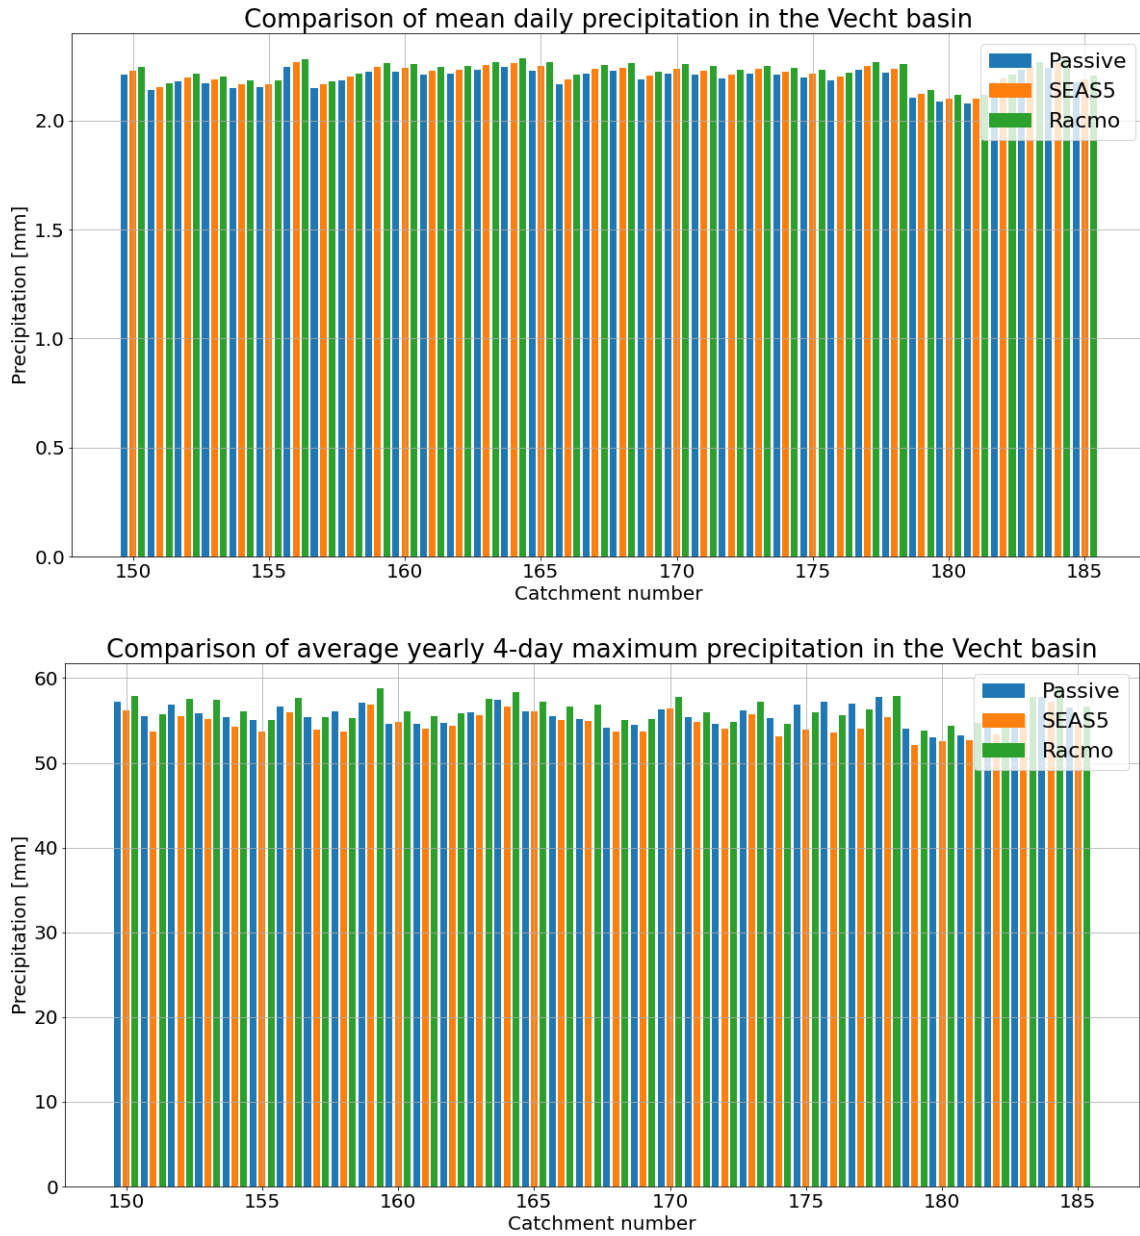 Comparison of mean daily precipitation in the Vecht basin
Passive
SEAS5
Racmo
2.0
1.5
1.0
0.5
0.0
Precipitation [mm]
150 155 160 165 170 175 180 185
Catchment number
Comparison of average yearly 4-day maximum precipitation in the Vecht basin
Passive
SEAS5
Racmo
60
50
40
30
20
10
0
Precipitation [mm]
150 155 160 165 170 175 180 185
Catchment number